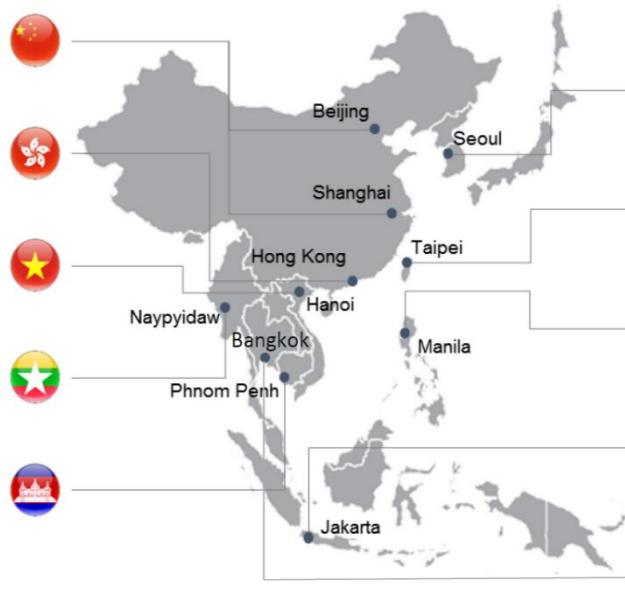 Beijing
Seoul
Shanghai
Taipei
Hong Kong
Hanoi
Naypyidaw
Bangkok
Manila
Phnom Penh
Jakarta